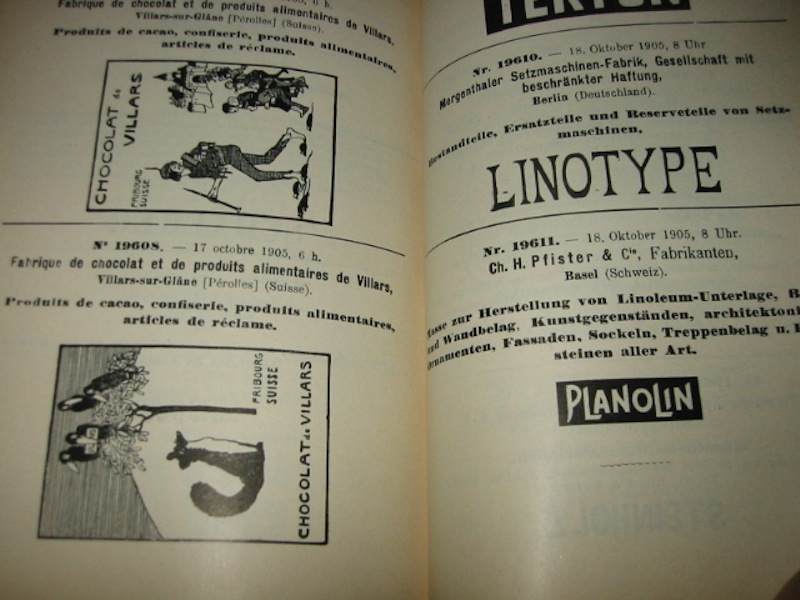 Fabrique de chocolat et de produits alimentaires de Villars,
Villars-sur-Glâne [Pérolles] (Suisse).
Produits de cacao, confiserie, produits alimentaires,
articles de réclame.
CHOCOLAT de
VILLARS
FRIBOURG
SUISSE
Nº 19608. — 17 octobre 1905, 6 h.
Fabrique de chocolat et de produits alimentaires de Villars,
Villars-sur-Glâne [Pérolles] (Suisse).
Produits de cacao, confiserie, produits alimentaires,
articles de réclame.
FRIBOURG
SUISSE
CHOCOLAT de VILLARS
Nr. 19610. — 18. Oktober 1905, 8 Uhr
Mergenthaler Setzmaschinen-Fabrik, Gesellschaft mit
beschränkter Haftung,
Berlin (Deutschland).
Bestandteile, Ersatzteile und Reserveteile von Setz-
maschinen.
LINOTYPE
Nr. 19611. — 18. Oktober 1905, 8 Uhr.
Ch. H. Pfister & Cie, Fabrikanten,
Basel (Schweiz).
Masse zur Herstellung von Linoleum-Unterlage, B
und Wandbelag, Kunstgegenständen, architektoni
Ornamenten, Fassaden, Sockeln, Treppenbelag u.
steinen aller Art.
PLANOLIN